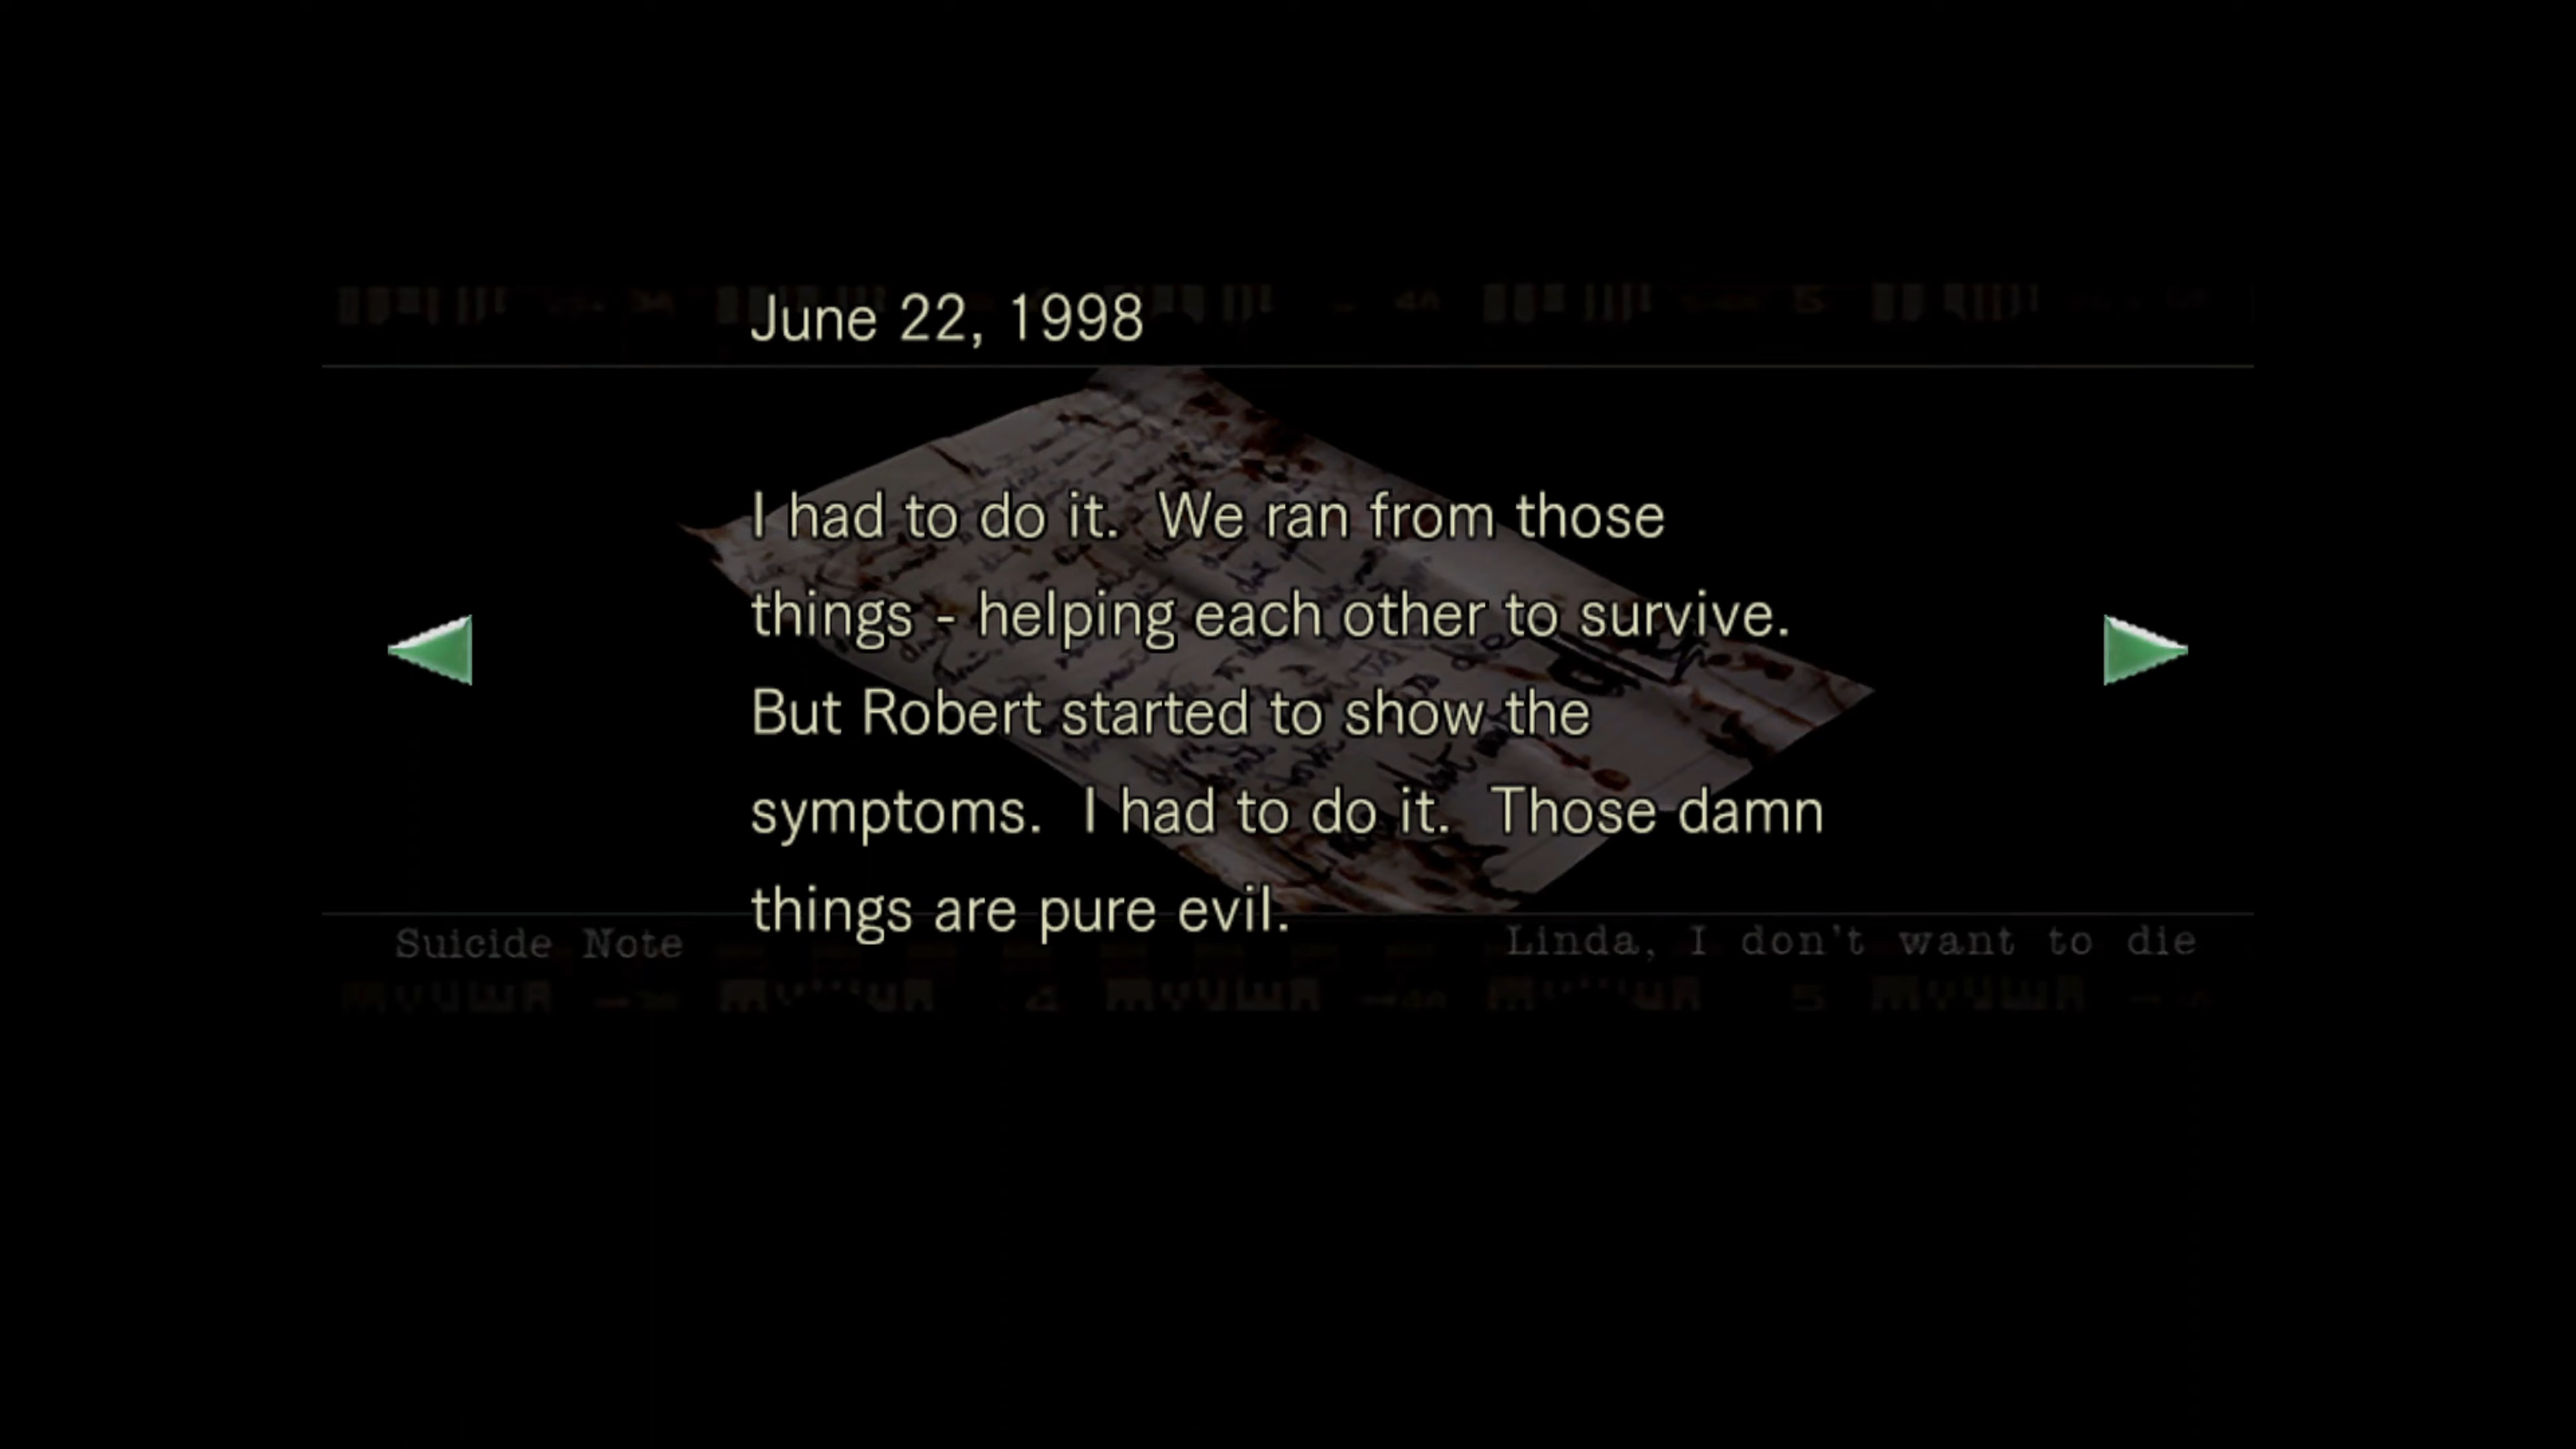 June 22, 1998
I had to do it.  We ran from those
things - helping each other to survive.
But Robert started to show the
symptoms.  I had to do it.  Those damn
things are pure evil.
Suicide Note
Linda, I don't want to die